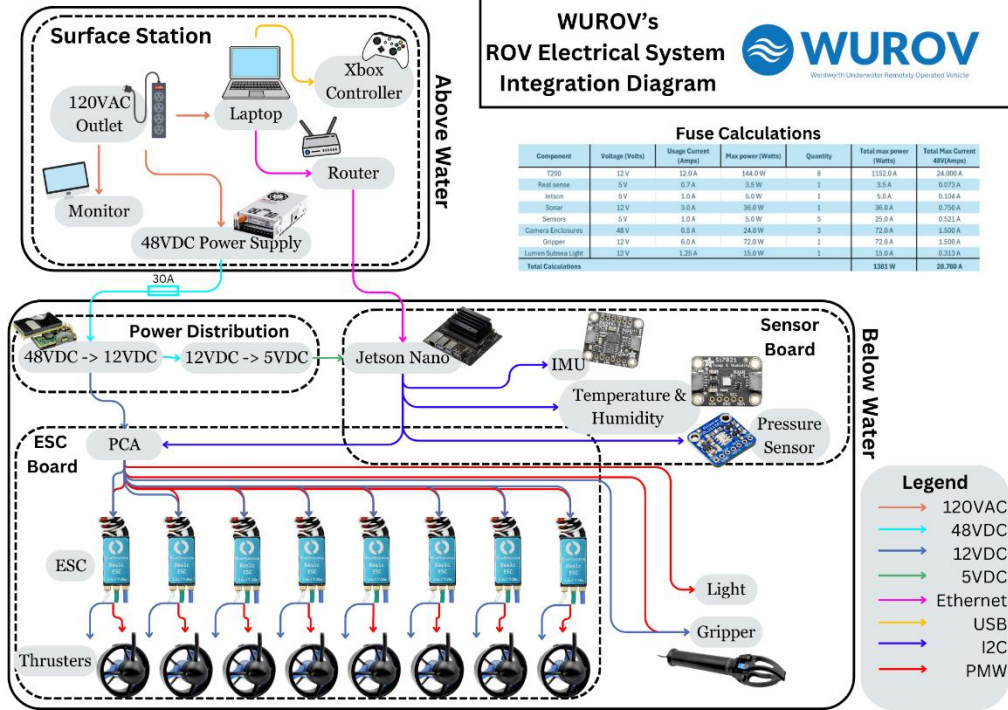 WUROV's
ROV Electrical System
Integration Diagram
WUROV
Wentworth Underwater Remotely Operated Vehicle
Surface Station
Above Water
120VAC
Outlet
Laptop
Xbox
Controller
Router
Monitor
48VDC Power Supply
30A
Fuse Calculations
Component	Voltage (Volts)	Usage Current (Amps)	Max power (Watts)	Quantity	Total max power (Watts)	Total Max Current 48V(Amps)
T200	12 V	12.0 A	144.0 W	8	1152.0 A	24.000 A
Real sense	5 V	0.7 A	3.5 W	1	3.5 A	0.073 A
Jetson	5 V	1.0 A	5.0 W	1	5.0 A	0.104 A
Sonar	12 V	3.0 A	36.0 W	1	36.0 A	0.750 A
Sensors	5 V	1.0 A	5.0 W	5	25.0 A	0.521 A
Camera Enclosures	48 V	0.5 A	24.0 W	3	72.0 A	1.500 A
Gripper	12 V	6.0 A	72.0 W	1	72.0 A	1.500 A
Lumen Subsea Light	12 V	1.25 A	15.0 W	1	15.0 A	0.313 A
Total Calculations	1381 W	28.760 A
Below Water
Power Distribution
48VDC -> 12VDC
12VDC -> 5VDC
Jetson Nano
Sensor
Board
IMU
Temperature &
Humidity
Pressure
Sensor
ESC
Board
PCA
ESC
Thrusters
Light
Gripper
Legend
120VAC
48VDC
12VDC
5VDC
Ethernet
USB
I2C
PMW